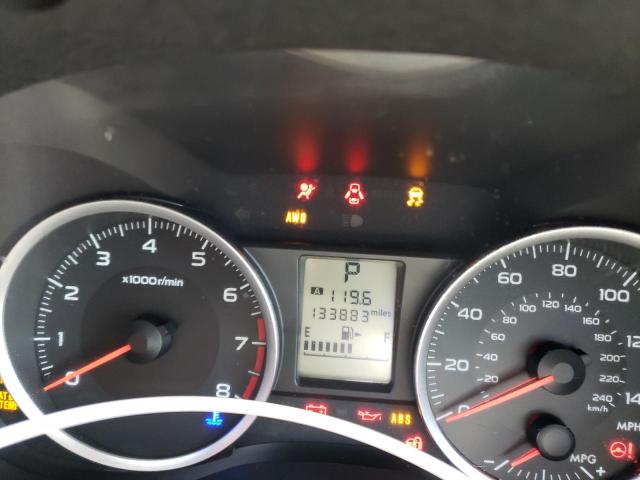 AWD
x1000r/min
0 1 2 3 4 5 6 7 8
P
A 119.6
133883 miles
E F
ABS
0 20 40 60 80 100
20 40 60 80 100 120 140 160 180 200 220 240
km/h
MPH
MPG
- +